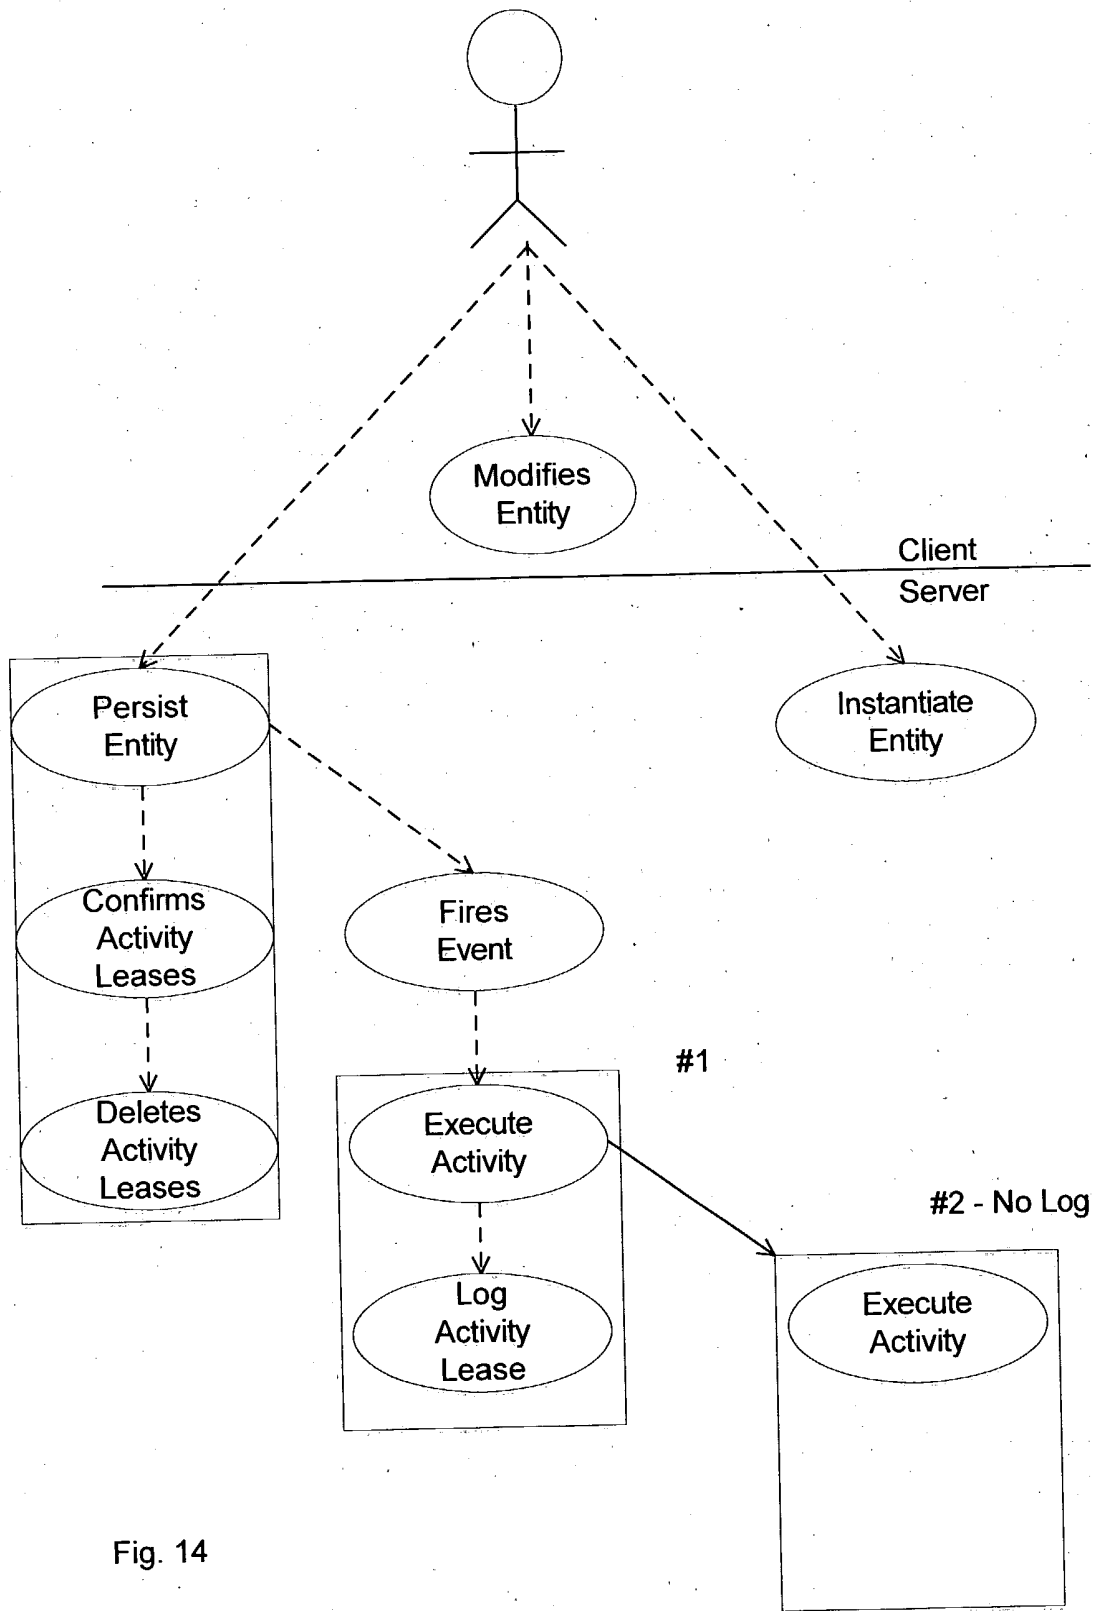 Modifies
Entity
Client
Server
Persist
Entity
Instantiate
Entity
Confirms
Activity
Leases
Fires
Event
#1
Deletes
Activity
Leases
Execute
Activity
#2 - No Log
Log
Activity
Lease
Execute
Activity
Fig. 14